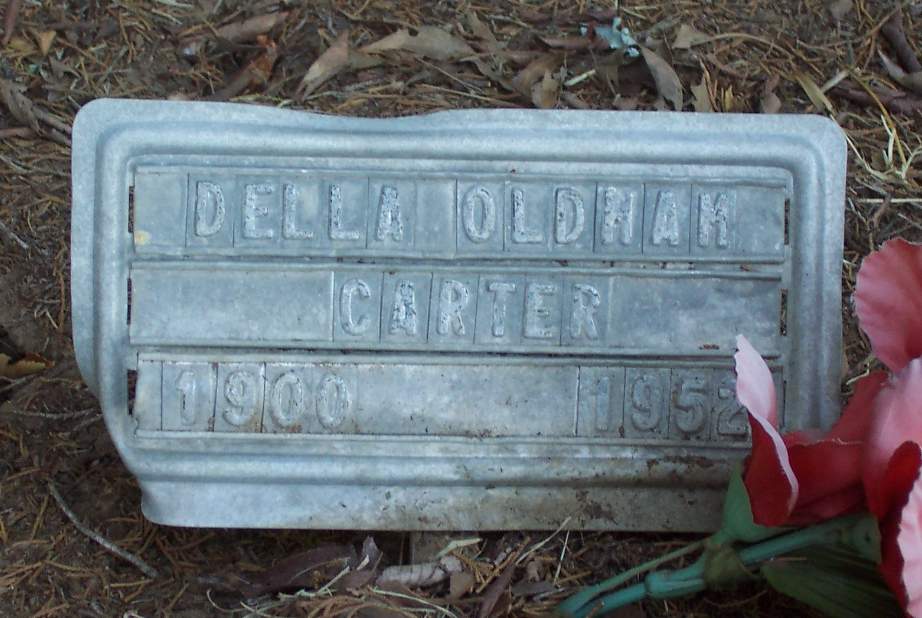 DELLA OLDHAM
CARTER
1900 1952